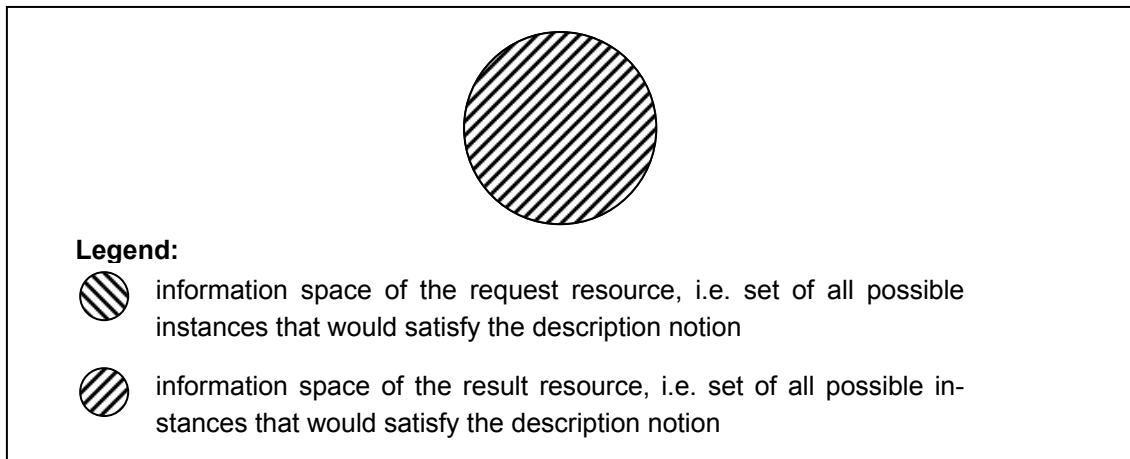 Legend:
information space of the request resource, i.e. set of all possible
instances that would satisfy the description notion
information space of the result resource, i.e. set of all possible in-
stances that would satisfy the description notion